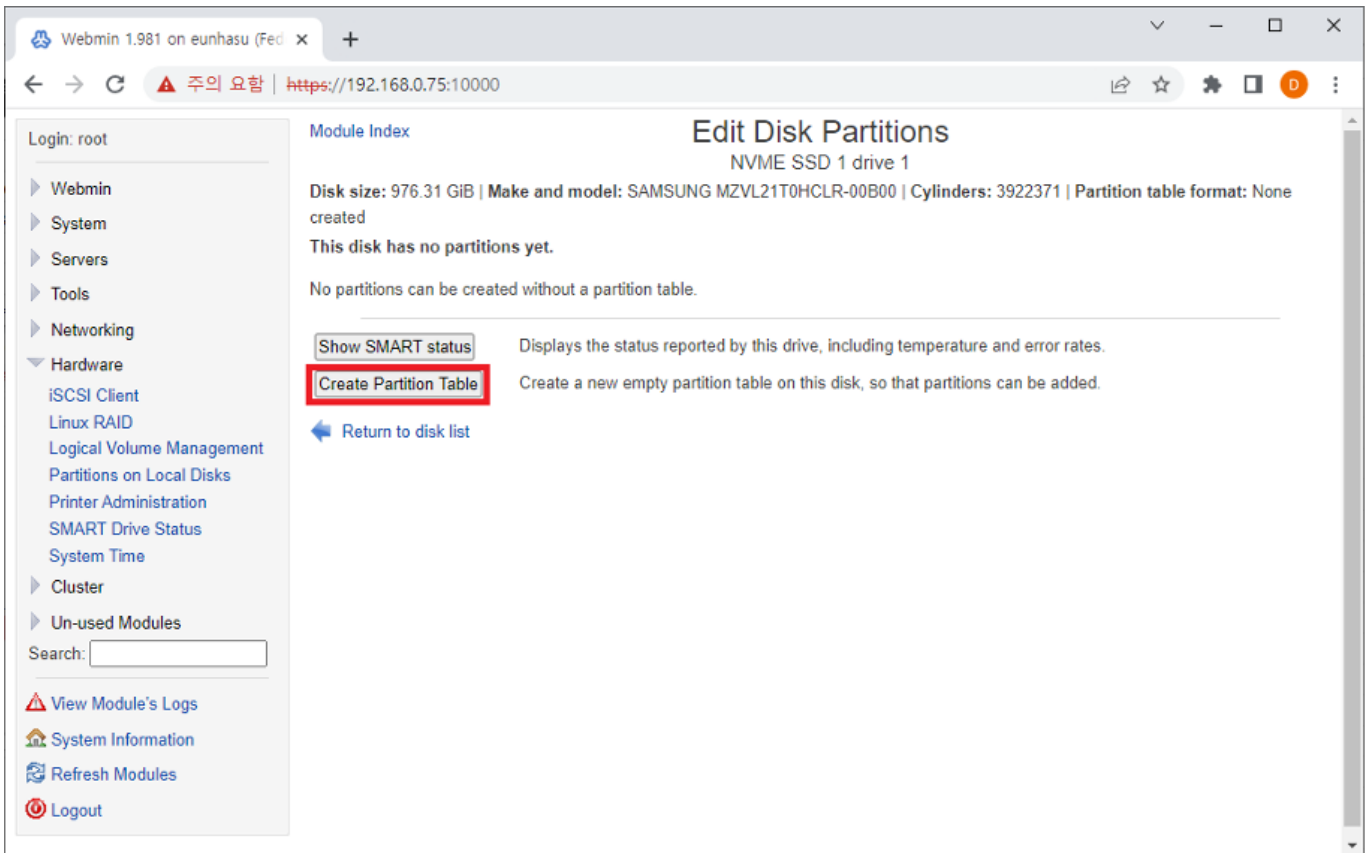 Webmin 1.981 on eunhasu (Fed
주의 요함 https://192.168.0.75:10000
D
Login: root
Webmin
System
Servers
Tools
Networking
Hardware
iSCSI Client
Linux RAID
Logical Volume Management
Partitions on Local Disks
Printer Administration
SMART Drive Status
System Time
Cluster
Un-used Modules
Search:
View Module's Logs
System Information
Refresh Modules
Logout
Module Index
Edit Disk Partitions
NVME SSD 1 drive 1
Disk size: 976.31 GiB | Make and model: SAMSUNG MZVL21T0HCLR-00B00 | Cylinders: 3922371 | Partition table format: None
created
This disk has no partitions yet.
No partitions can be created without a partition table.
Show SMART status Displays the status reported by this drive, including temperature and error rates.
Create Partition Table Create a new empty partition table on this disk, so that partitions can be added.
Return to disk list